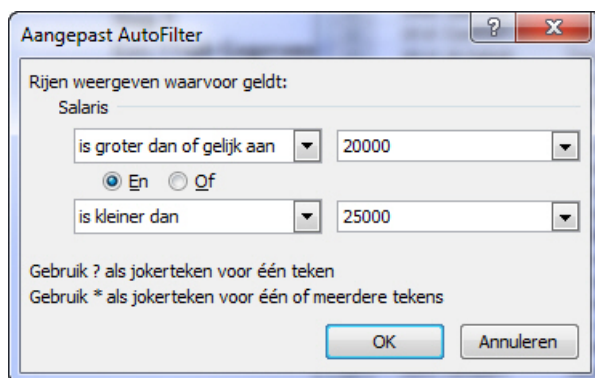 Aangepast AutoFilter ?
Rijen weergeven waarvoor geldt:
Salaris
is groter dan of gelijk aan 20000
En Of
is kleiner dan 25000
Gebruik ? als jokerteken voor één teken
Gebruik * als jokerteken voor één of meerdere tekens
OK Annuleren